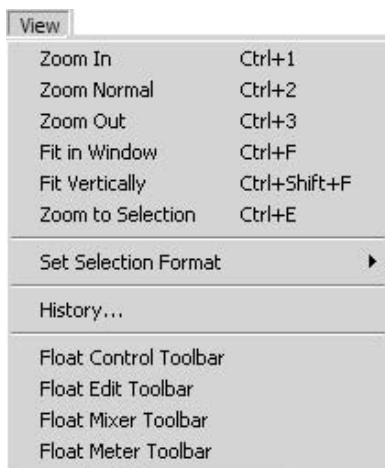 View
Zoom In Ctrl+1
Zoom Normal Ctrl+2
Zoom Out Ctrl+3
Fit in Window Ctrl+F
Fit Vertically Ctrl+Shift+F
Zoom to Selection Ctrl+E
Set Selection Format
History...
Float Control Toolbar
Float Edit Toolbar
Float Mixer Toolbar
Float Meter Toolbar